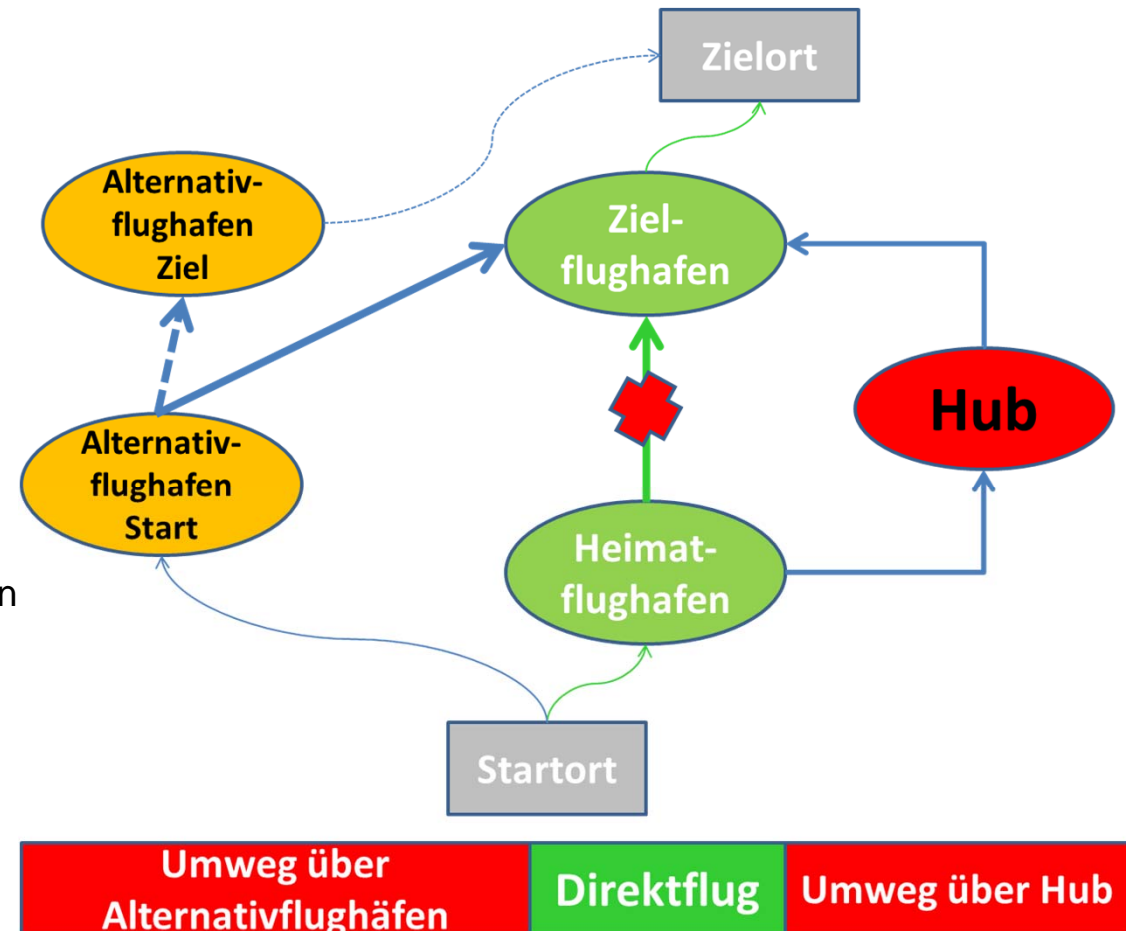 Zielort
Alternativ-
flughafen
Ziel
Ziel-
flughafen
Hub
Alternativ-
flughafen
Start
Heimat-
flughafen
n
Startort
Umweg über
Alternativflughäfen
Direktflug
Umweg über Hub